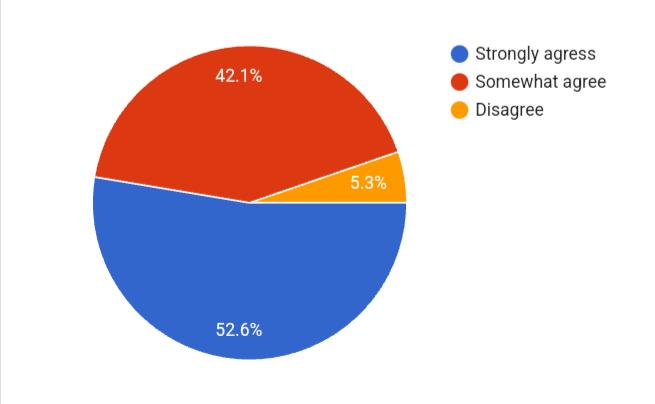 42.1%
5.3%
52.6%
Strongly agress
Somewhat agree
Disagree